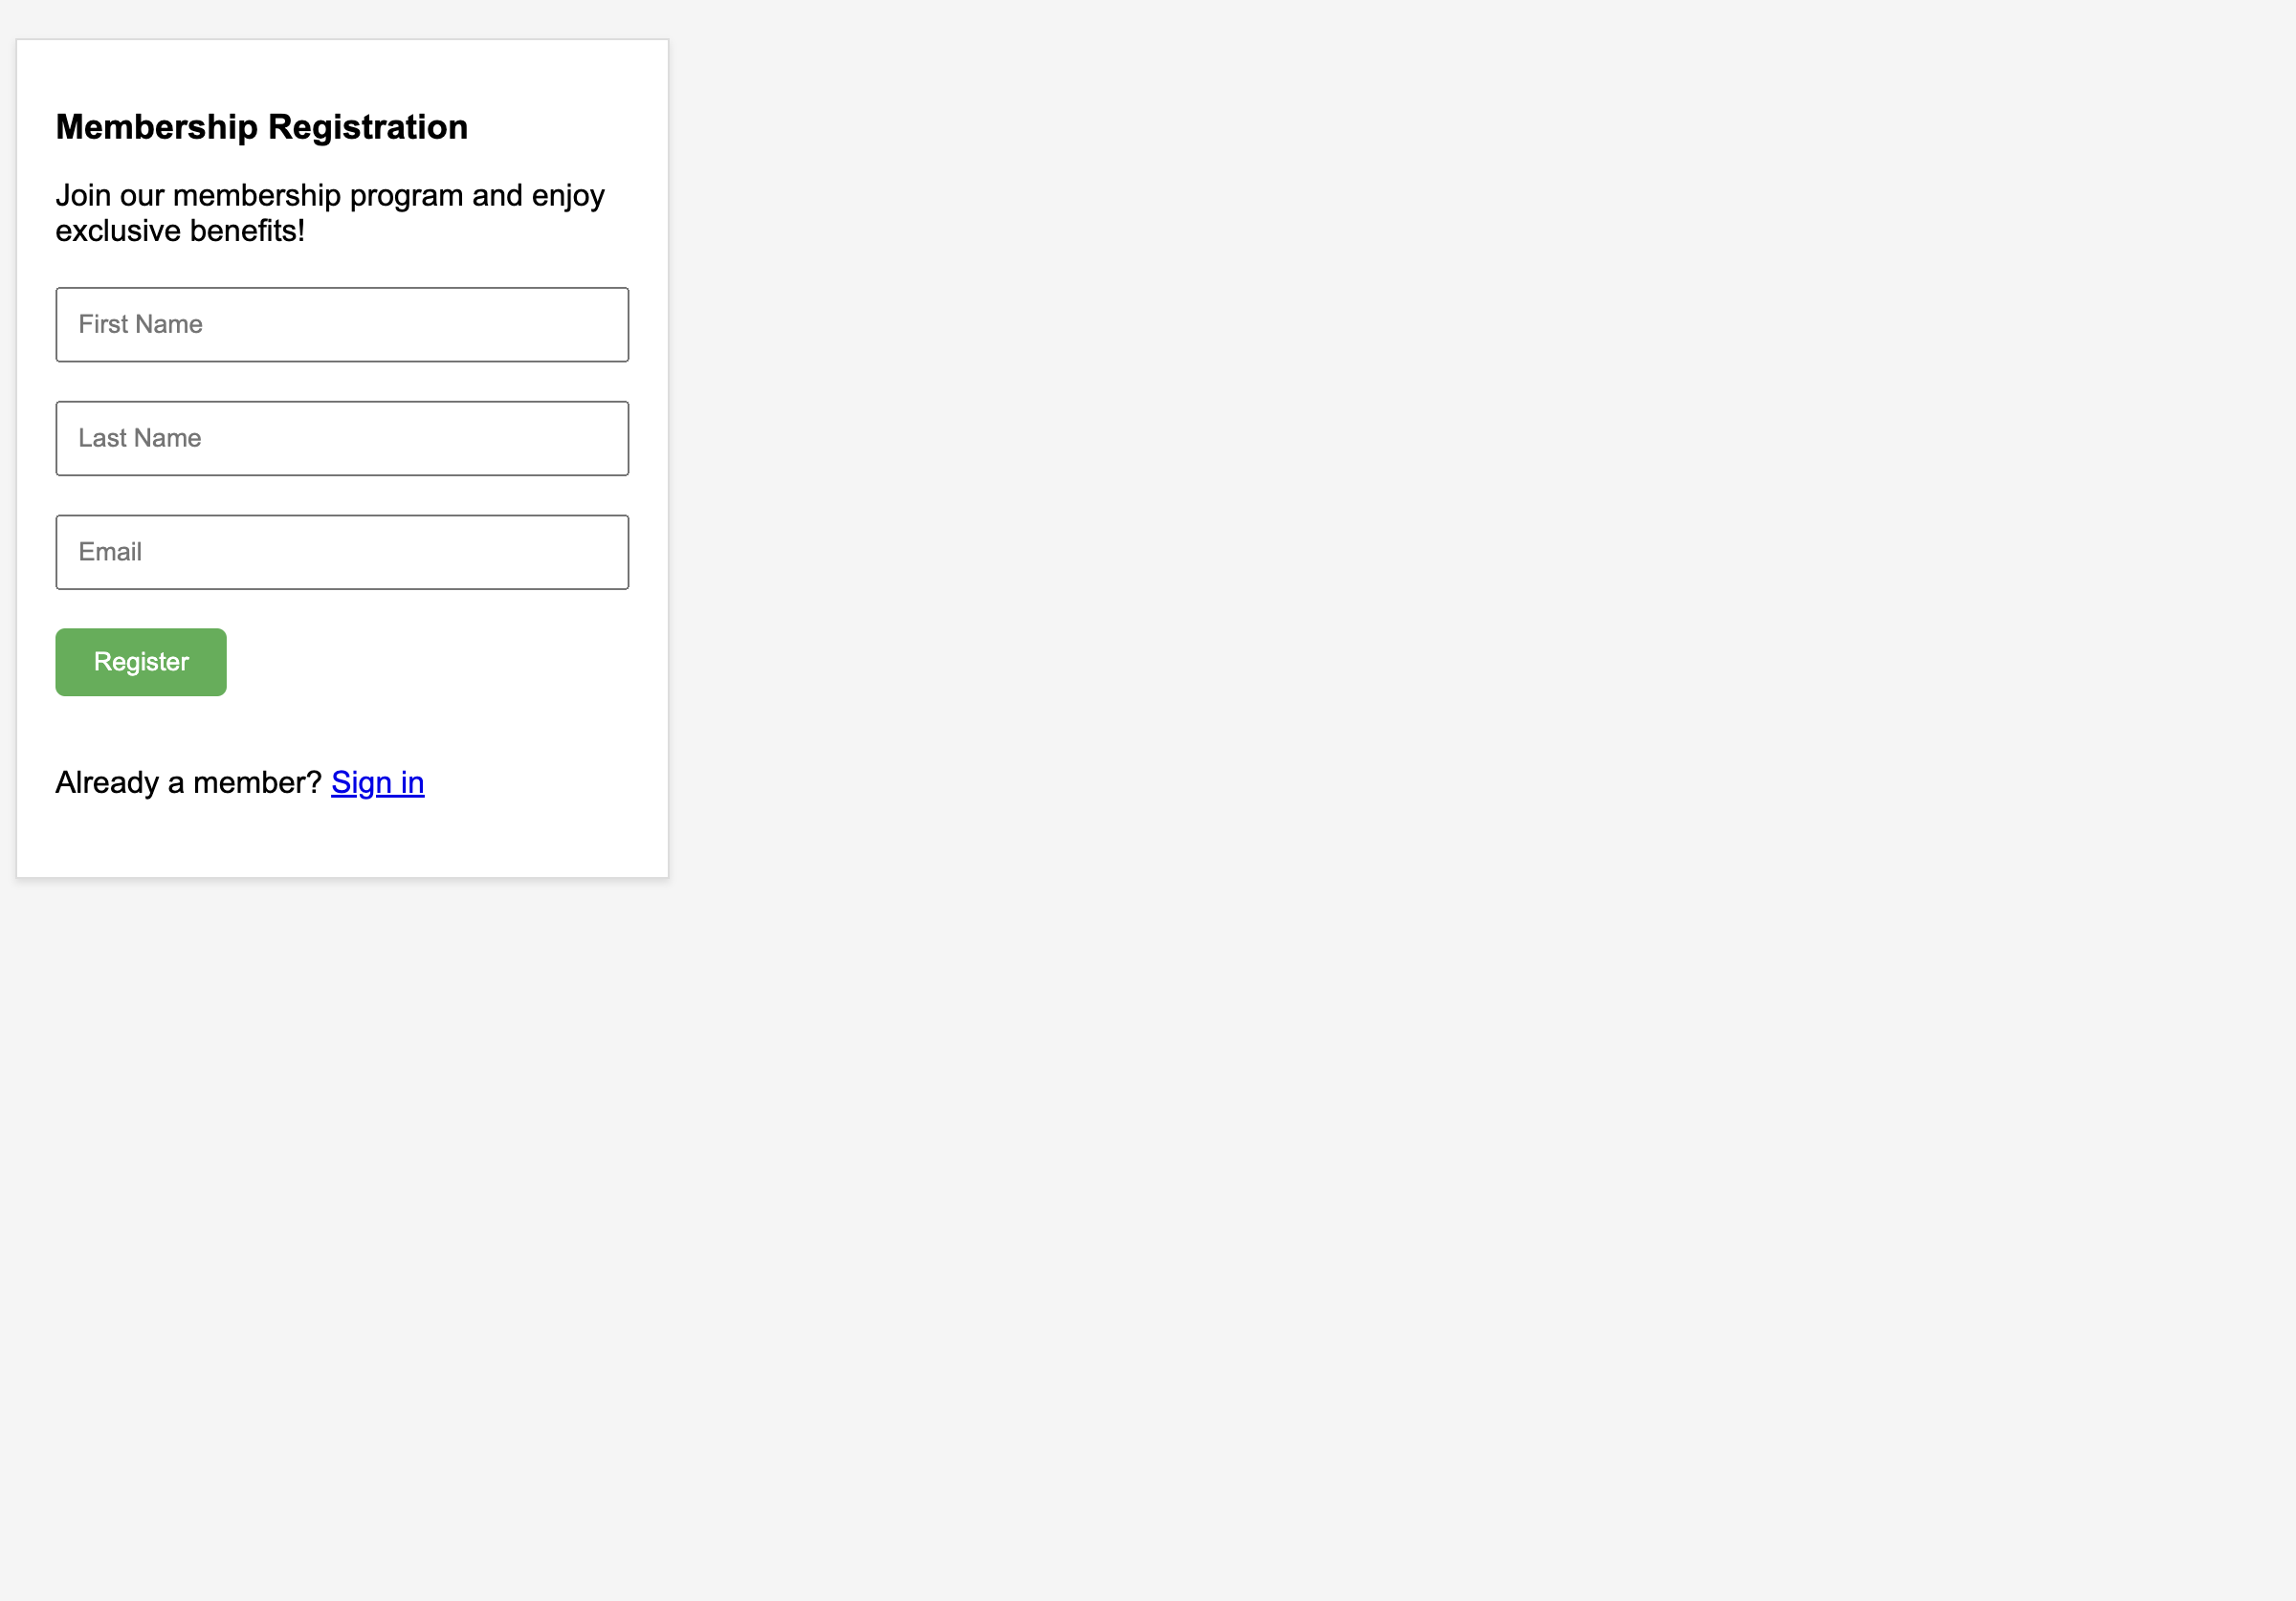 Membership Registration
Join our membership program and enjoy
exclusive benefits!
First Name
Last Name
Email
Register
Already a member? Sign in